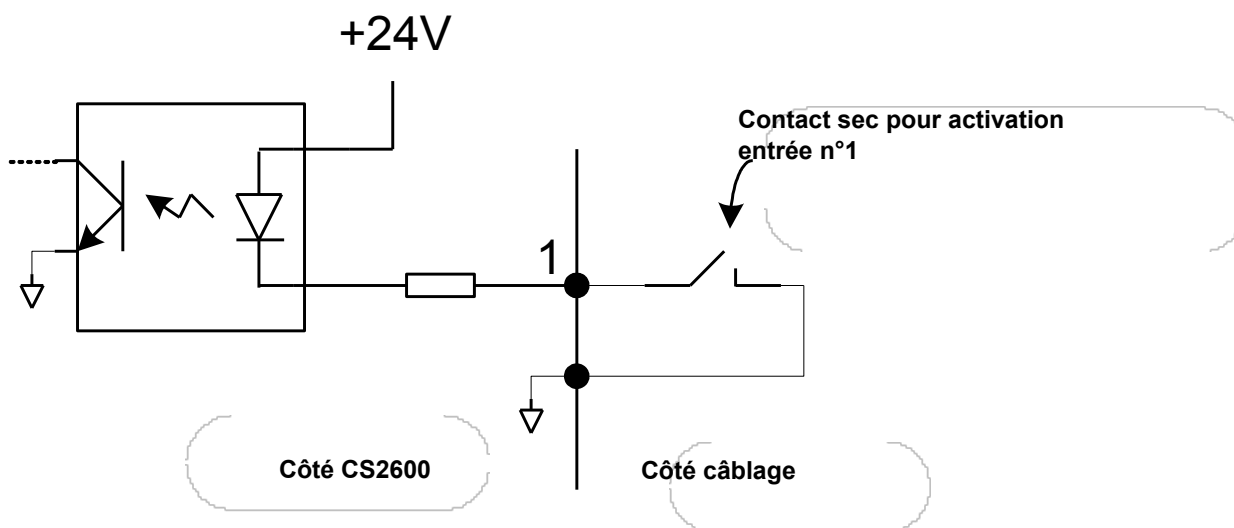 +24V
Contact sec pour activation
entrée n°1
1
Côté CS2600
Côté câblage